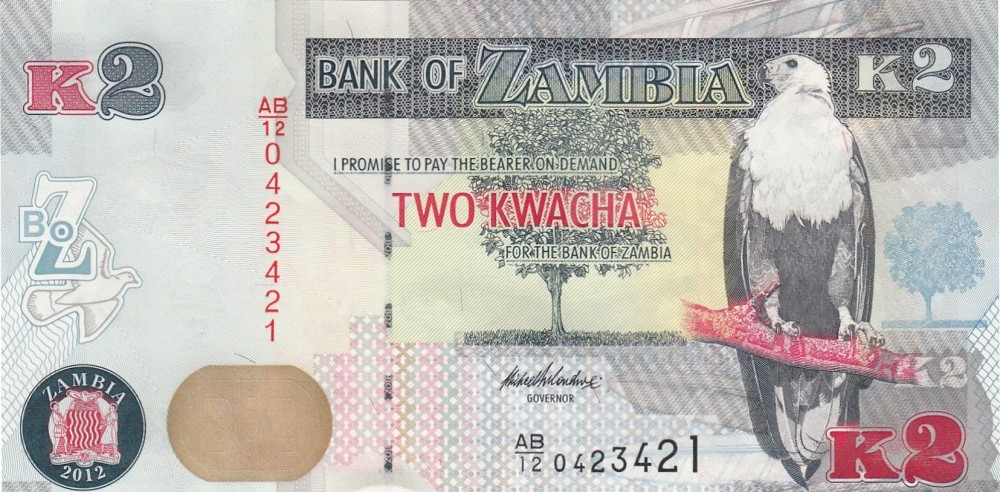 K2
BANK OF ZAMBIA
K2
AB/12 0423421
I PROMISE TO PAY THE BEARER ON DEMAND
TWO KWACHA
FOR THE BANK OF ZAMBIA
BoZ
K2
GOVERNOR
ZAMBIA
2012
AB/12 0423421
K2